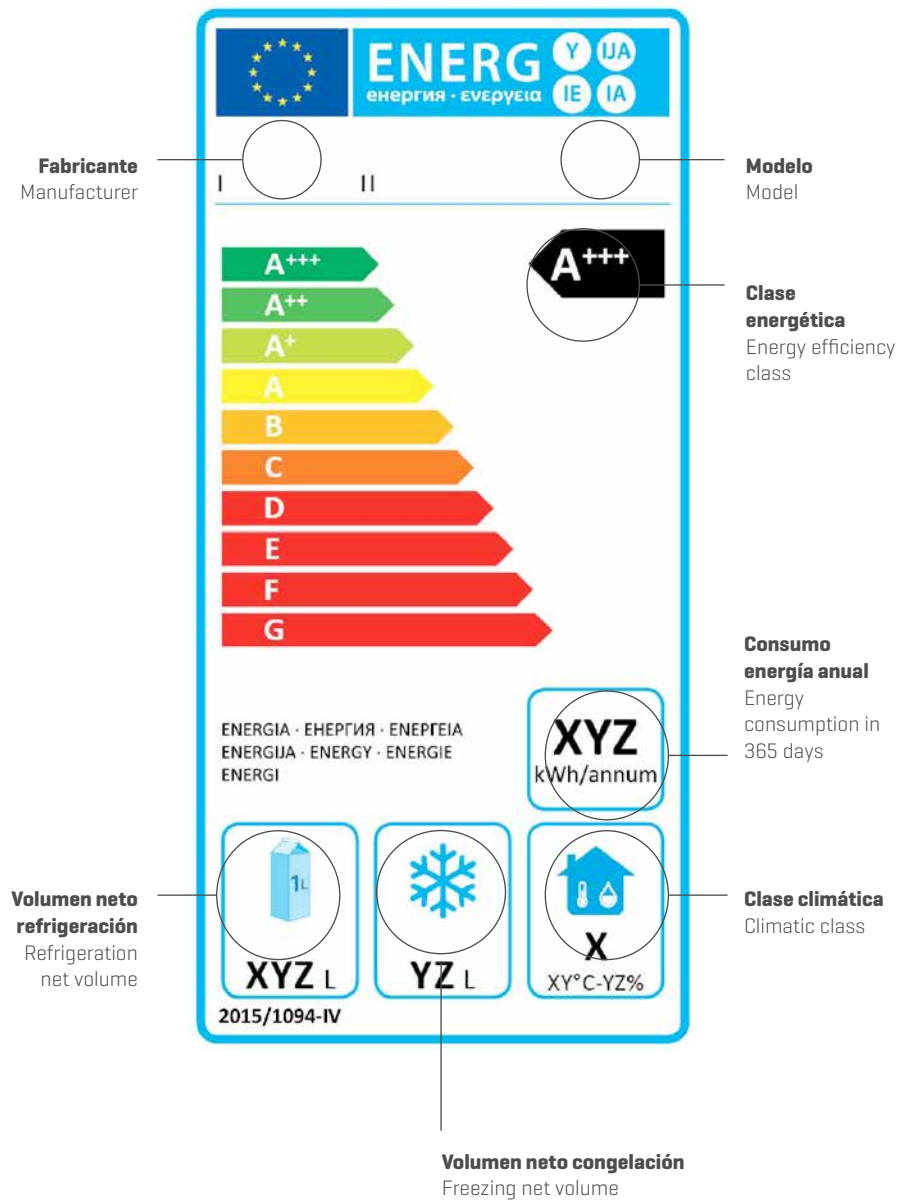 ENERG Y IJA
енергия · ενεργεια IE IA
Fabricante
Manufacturer
Modelo
Model
I II
A+++
A+++
A++
A+
A
B
C
D
E
F
G
Clase
energética
Energy efficiency
class
Consumo
energía anual
Energy
consumption in
365 days
ENERGIA · ЕНЕРГИЯ · ΕΝΕΡΓΕΙΑ
ENERGIJA · ENERGY · ENERGIE
ENERGI
XYZ
kWh/annum
Volumen neto
refrigeración
Refrigeration
net volume
1L
XYZ L
YZ L
X
XY°C-YZ%
Clase climática
Climatic class
2015/1094-IV
Volumen neto congelación
Freezing net volume